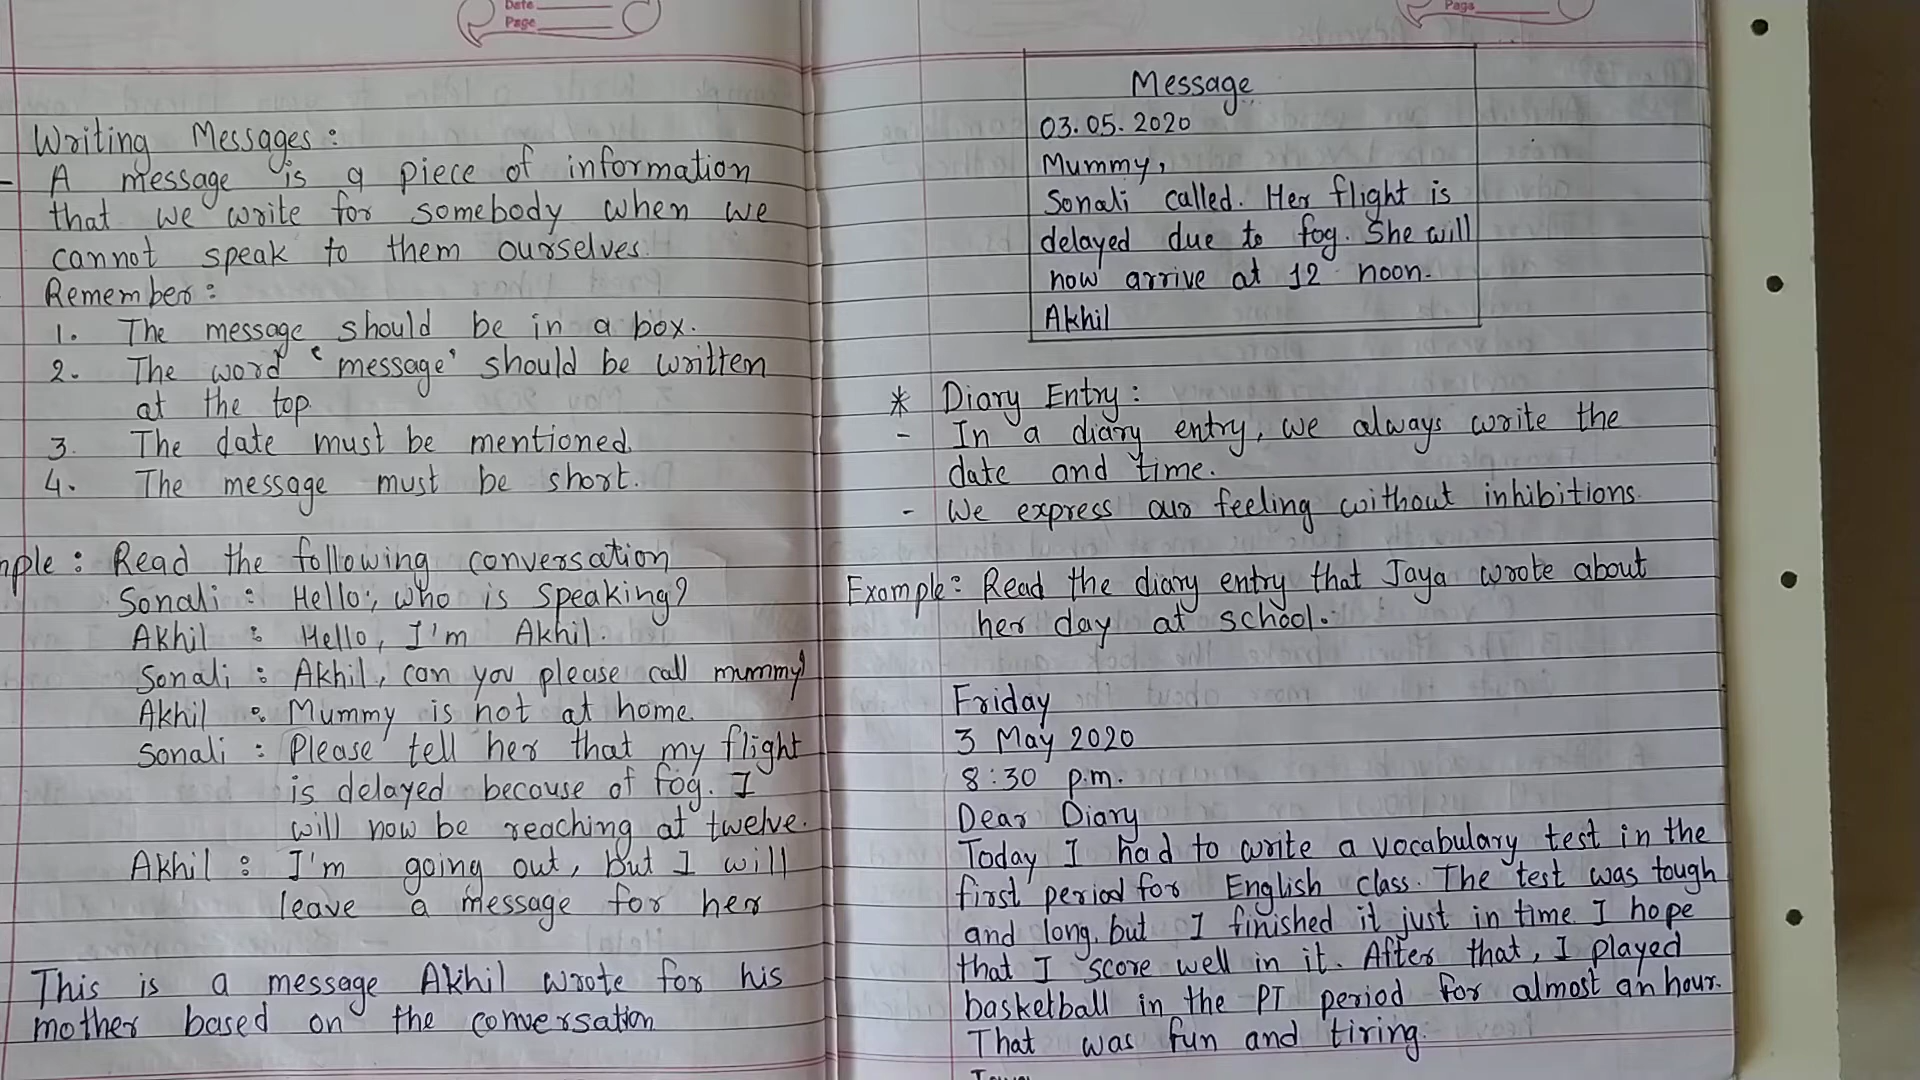 Date
Page
Writing Messages :
- A message is a piece of information
that we write for somebody when we
cannot speak to them ourselves.
Remember :
1. The message should be in a box.
2. The word 'message' should be written
at the top.
3. The date must be mentioned.
4. The message must be short.
mple : Read the following conversation
Sonali : Hello, who is speaking?
Akhil : Hello, I'm Akhil.
Sonali : Akhil, can you please call mummy?
Akhil : Mummy is not at home.
Sonali : Please tell her that my flight
is delayed because of fog. I
will now be reaching at twelve.
Akhil : I'm going out, but I will
leave a message for her
This is a message Akhil wrote for his
mother based on the conversation
Page
Message
03.05.2020
Mummy,
Sonali called. Her flight is
delayed due to fog. She will
now arrive at 12 noon.
Akhil
* Diary Entry :
- In a diary entry, we always write the
date and time.
- We express our feeling without inhibitions.
Example : Read the diary entry that Jaya wrote about
her day at school.
Friday
3 May 2020
8:30 p.m.
Dear Diary
Today I had to write a vocabulary test in the
first period for English class. The test was tough
and long, but I finished it just in time. I hope
that I score well in it. After that, I played
basketball in the PT period for almost an hour.
That was fun and tiring.